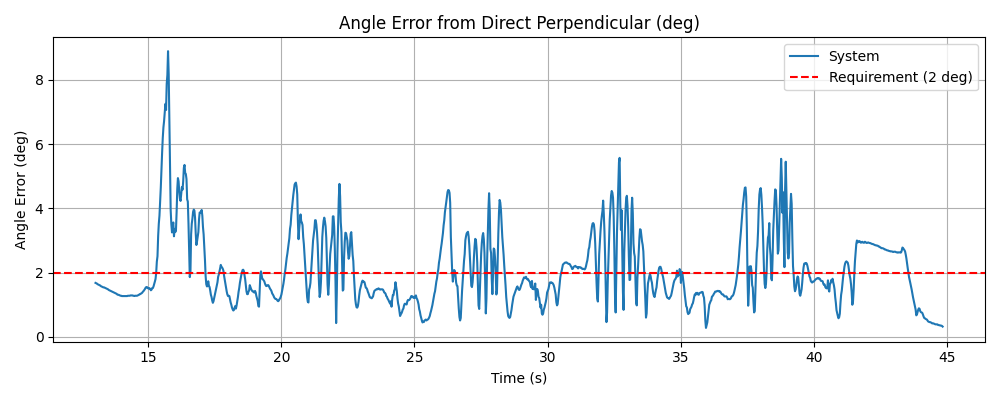 Angle Error from Direct Perpendicular (deg)
System
Requirement (2 deg)
Angle Error (deg)
8
6
4
2
0
15 20 25 30 35 40 45
Time (s)